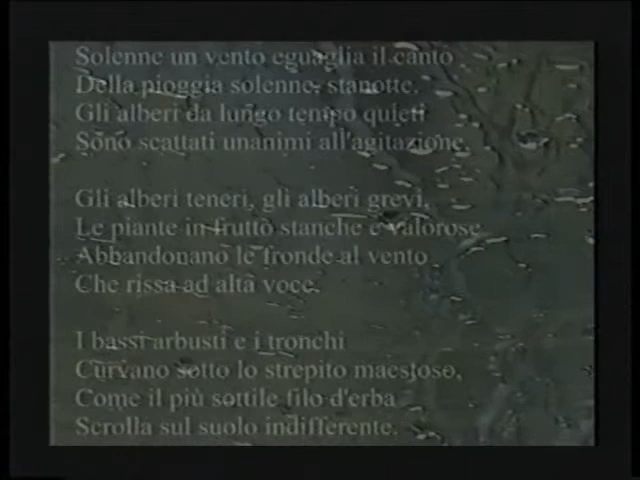 Solenne un vento eguaglia il canto
Della pioggia solenne, stanotte.
Gli alberi da lungo tempo quieti
Sono scattati unanimi all'agitazione.
Gli alberi teneri, gli alberi grevi,
Le piante in frutto stanche e valorose
Abbandonano le fronde al vento
Che rissa ad alta voce.
I bassi arbusti e i tronchi
Curvano sotto lo strepito maestoso,
Come il più sottile filo d'erba
Scrolla sul suolo indifferente.